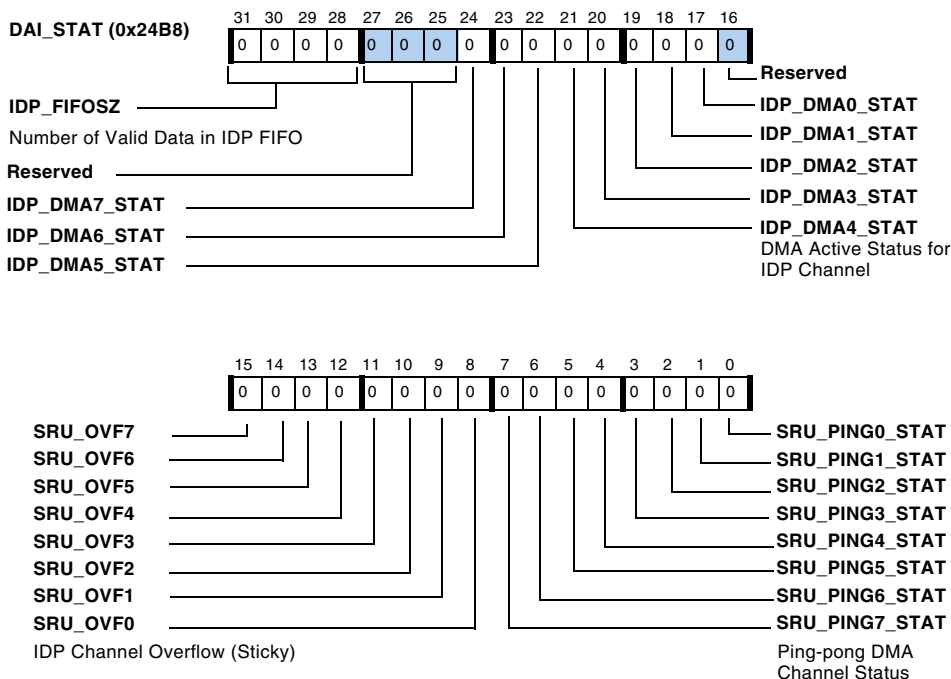 DAI_STAT (0x24B8)
31 30 29 28 27 26 25 24 23 22 21 20 19 18 17 16
0 0 0 0 0 0 0 0 0 0 0 0 0 0 0 0
IDP_FIFOSZ
Number of Valid Data in IDP FIFO
Reserved
IDP_DMA7_STAT
IDP_DMA6_STAT
IDP_DMA5_STAT
Reserved
IDP_DMA0_STAT
IDP_DMA1_STAT
IDP_DMA2_STAT
IDP_DMA3_STAT
IDP_DMA4_STAT
DMA Active Status for
IDP Channel
15 14 13 12 11 10 9 8 7 6 5 4 3 2 1 0
0 0 0 0 0 0 0 0 0 0 0 0 0 0 0 0
SRU_OVF7
SRU_OVF6
SRU_OVF5
SRU_OVF4
SRU_OVF3
SRU_OVF2
SRU_OVF1
SRU_OVF0
IDP Channel Overflow (Sticky)
SRU_PING0_STAT
SRU_PING1_STAT
SRU_PING2_STAT
SRU_PING3_STAT
SRU_PING4_STAT
SRU_PING5_STAT
SRU_PING6_STAT
SRU_PING7_STAT
Ping-pong DMA
Channel Status